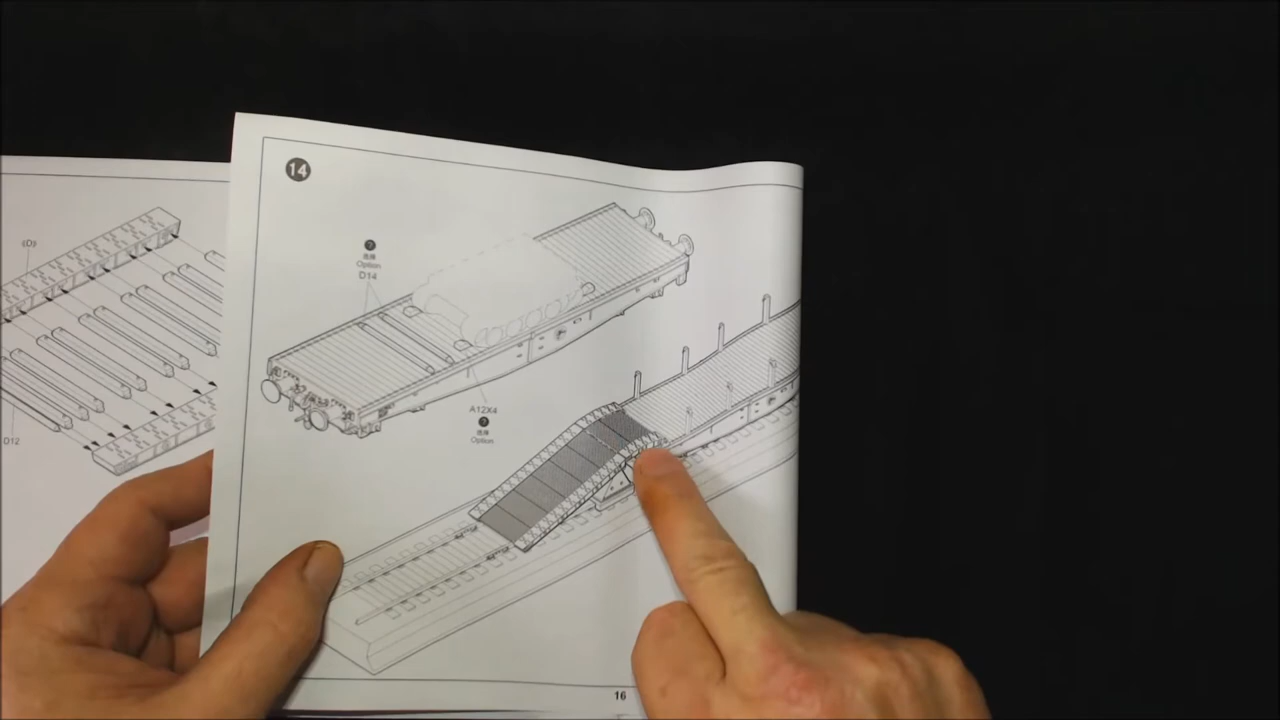 14
(D)
?
选择
Option
D14
A12X4
?
选择
Option
D12
16